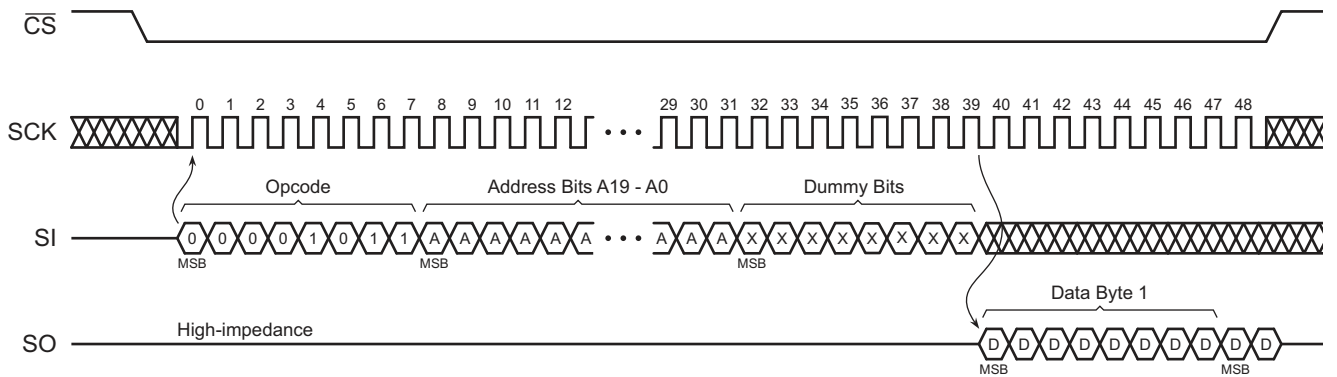 CS
0 1 2 3 4 5 6 7 8 9 10 11 12 29 30 31 32 33 34 35 36 37 38 39 40 41 42 43 44 45 46 47 48
SCK
Opcode Address Bits A19 - A0 Dummy Bits
SI 0 0 0 0 1 0 1 1 A A A A A A A A A X X X X X X X X
MSB MSB MSB
Data Byte 1
High-impedance
SO D D D D D D D D D D
MSB MSB